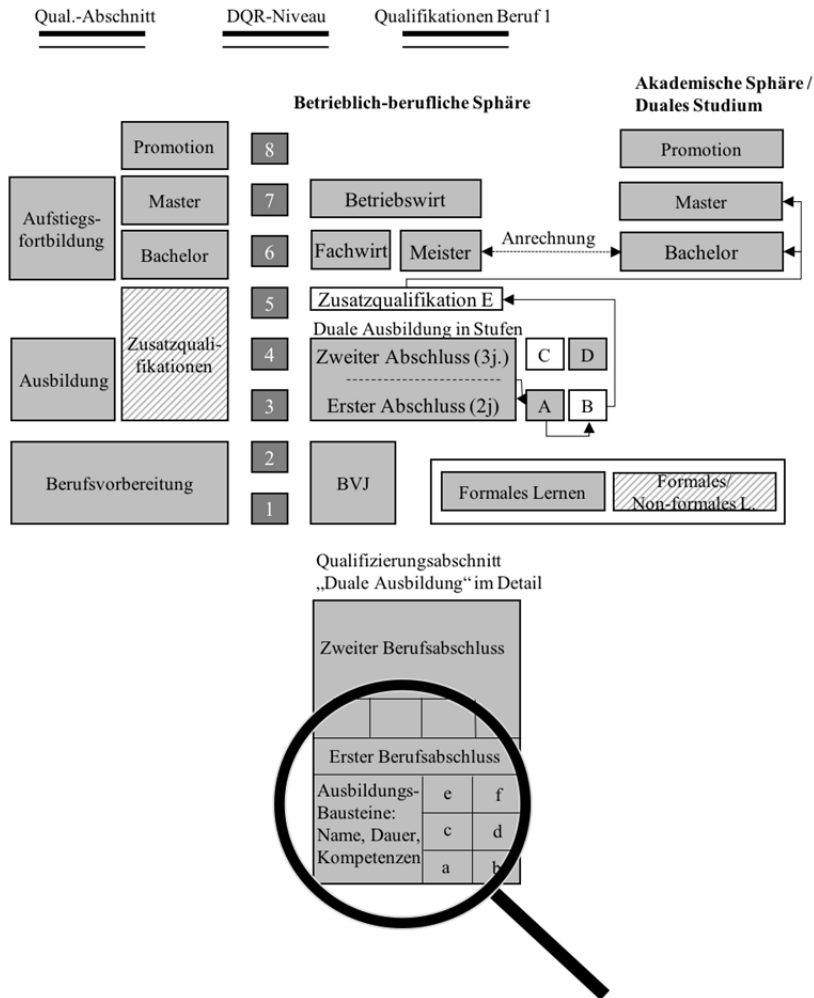 Qual.-Abschnitt
DQR-Niveau
Qualifikationen Beruf 1
Betrieblich-berufliche Sphäre
Akademische Sphäre /
Duales Studium
Promotion
8
Promotion
Aufstiegs-
fortbildung
Master
7
Betriebswirt
Master
Bachelor
6
Fachwirt
Meister
Anrechnung
Bachelor
Zusatzquali-
fikationen
5
Zusatzqualifikation E
Duale Ausbildung in Stufen
Ausbildung
4
Zweiter Abschluss (3j.)
C
D
3
Erster Abschluss (2j)
A
B
Berufsvorbereitung
2
1
BVJ
Formales Lernen
Formales/
Non-formales L.
Qualifizierungsabschnitt
„Duale Ausbildung“ im Detail
Zweiter Berufsabschluss
Erster Berufsabschluss
Ausbildungs-
Bausteine:
Name, Dauer,
Kompetenzen
e
f
c
d
a
b